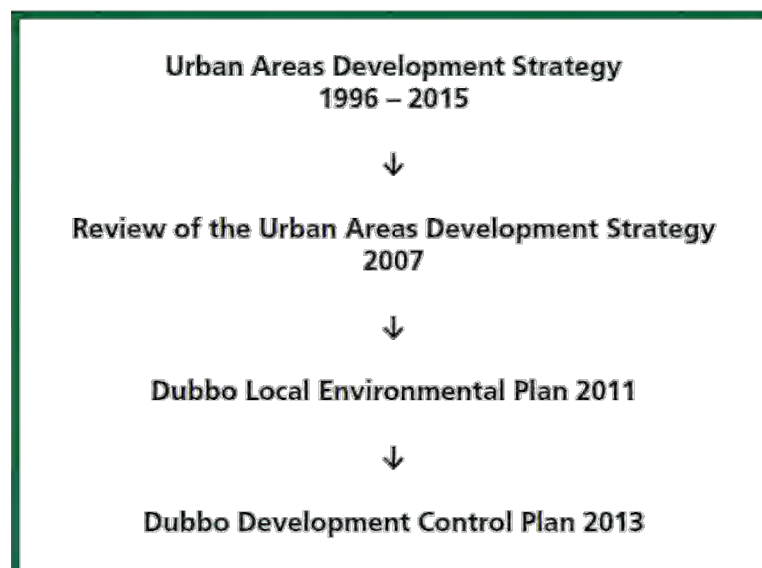 Urban Areas Development Strategy
1996 – 2015
↓
Review of the Urban Areas Development Strategy
2007
↓
Dubbo Local Environmental Plan 2011
↓
Dubbo Development Control Plan 2013